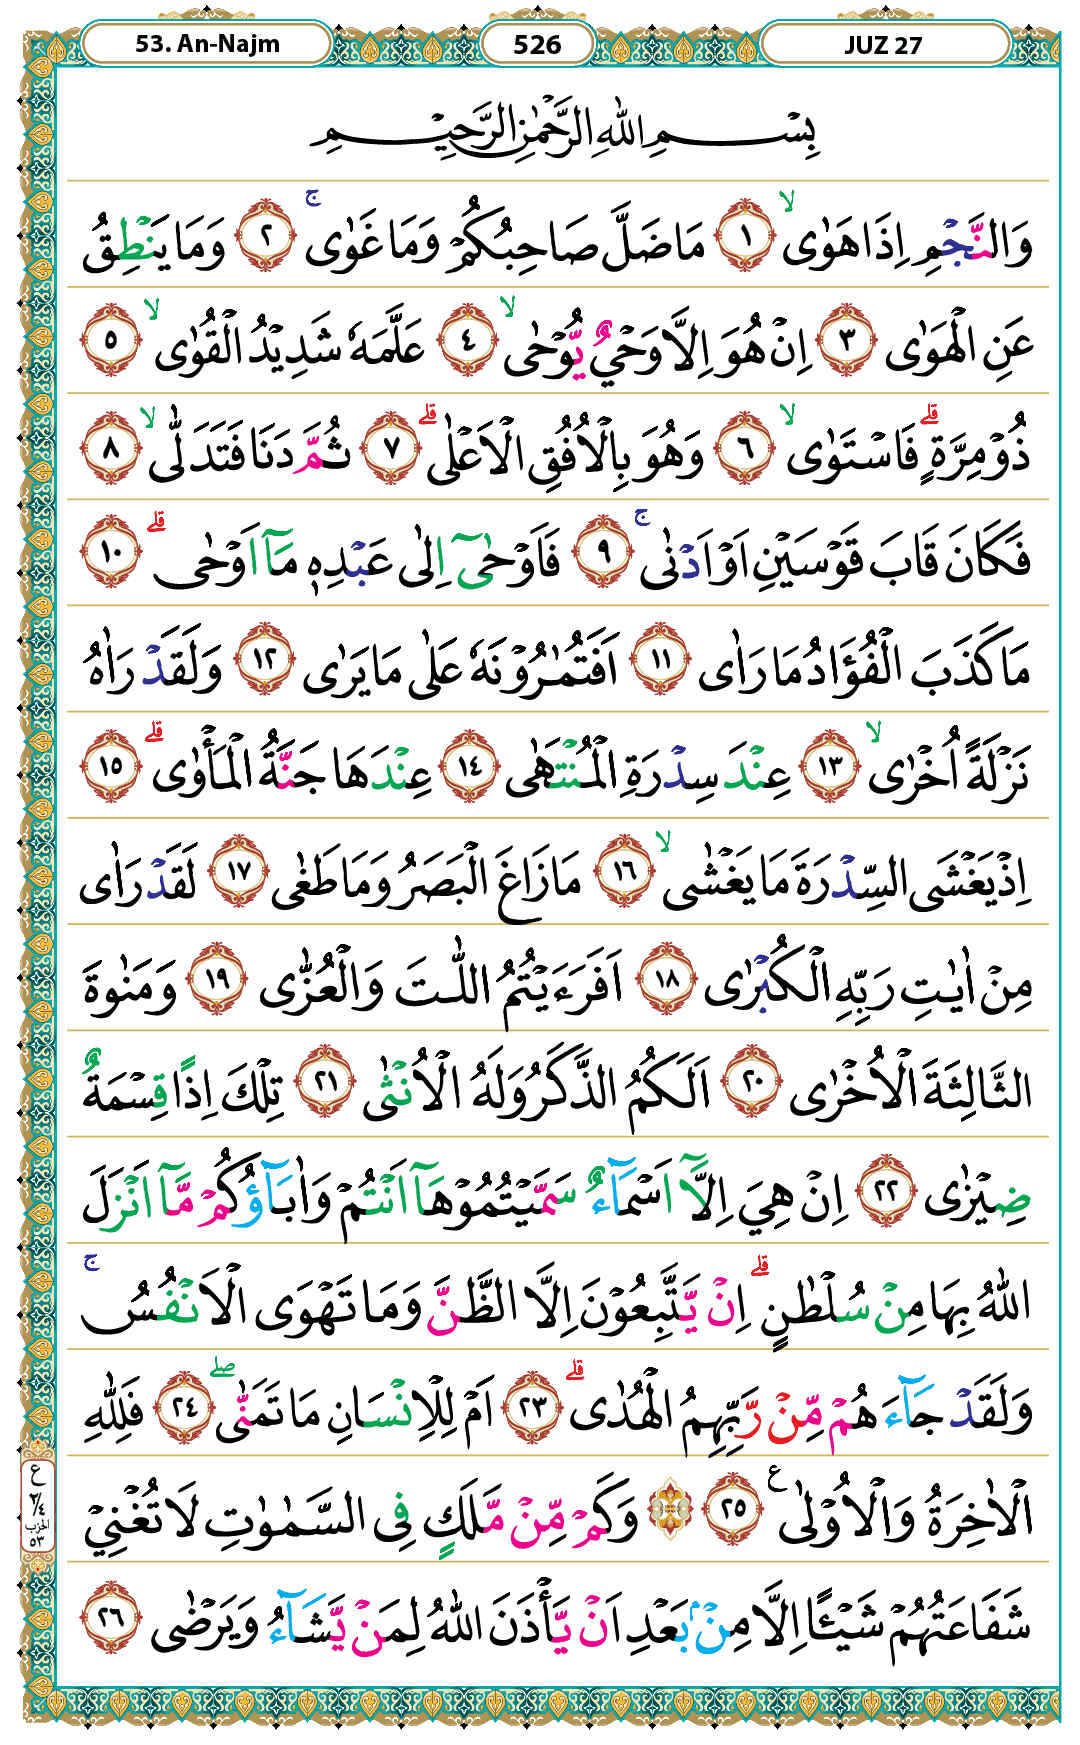 53. An-Najm
526
JUZ 27
بِسْمِ اللّٰهِ الرَّحْمٰنِ الرَّحِيْمِ
وَالنَّجْمِ اِذَا هَوٰىۙ ١ مَا ضَلَّ صَاحِبُكُمْ وَمَا غَوٰىۚ ٢ وَمَا يَنْطِقُ
عَنِ الْهَوٰى ٣ اِنْ هُوَ اِلَّا وَحْيٌ يُّوْحٰىۙ ٤ عَلَّمَهٗ شَدِيْدُ الْقُوٰىۙ ٥
ذُوْ مِرَّةٍۗ فَاسْتَوٰىۙ ٦ وَهُوَ بِالْاُفُقِ الْاَعْلٰىۗ ٧ ثُمَّ دَنَا فَتَدَلّٰىۙ ٨
فَكَانَ قَابَ قَوْسَيْنِ اَوْ اَدْنٰىۚ ٩ فَاَوْحٰىٓ اِلٰى عَبْدِهٖ مَآ اَوْحٰىۗ ١٠
مَا كَذَبَ الْفُؤَادُ مَا رَاٰى ١١ اَفَتُمٰرُوْنَهٗ عَلٰى مَا يَرٰى ١٢ وَلَقَدْ رَاٰهُ
نَزْلَةً اُخْرٰىۙ ١٣ عِنْدَ سِدْرَةِ الْمُنْتَهٰى ١٤ عِنْدَهَا جَنَّةُ الْمَأْوٰىۗ ١٥
اِذْ يَغْشَى السِّدْرَةَ مَا يَغْشٰىۙ ١٦ مَا زَاغَ الْبَصَرُ وَمَا طَغٰى ١٧ لَقَدْ رَاٰى
مِنْ اٰيٰتِ رَبِّهِ الْكُبْرٰى ١٨ اَفَرَءَيْتُمُ اللّٰتَ وَالْعُزّٰى ١٩ وَمَنٰوةَ
الثَّالِثَةَ الْاُخْرٰى ٢٠ اَلَكُمُ الذَّكَرُ وَلَهُ الْاُنْثٰى ٢١ تِلْكَ اِذًا قِسْمَةٌ
ضِيْزٰى ٢٢ اِنْ هِيَ اِلَّآ اَسْمَآءٌ سَمَّيْتُمُوْهَآ اَنْتُمْ وَاٰبَآؤُكُمْ مَّآ اَنْزَلَ
اللّٰهُ بِهَا مِنْ سُلْطٰنٍۗ اِنْ يَّتَّبِعُوْنَ اِلَّا الظَّنَّ وَمَا تَهْوَى الْاَنْفُسُۚ
وَلَقَدْ جَآءَهُمْ مِّنْ رَّبِّهِمُ الْهُدٰىۗ ٢٣ اَمْ لِلْاِنْسَانِ مَا تَمَنّٰىۖ ٢٤ فَلِلّٰهِ
الْاٰخِرَةُ وَالْاُوْلٰى ع ٢٥ ۞ وَكَمْ مِّنْ مَّلَكٍ فِى السَّمٰوٰتِ لَا تُغْنِيْ
شَفَاعَتُهُمْ شَيْـًٔا اِلَّا مِنْۢ بَعْدِ اَنْ يَّأْذَنَ اللّٰهُ لِمَنْ يَّشَآءُ وَيَرْضٰى ٢٦
ع
٢/٤
الحزب
٥٣